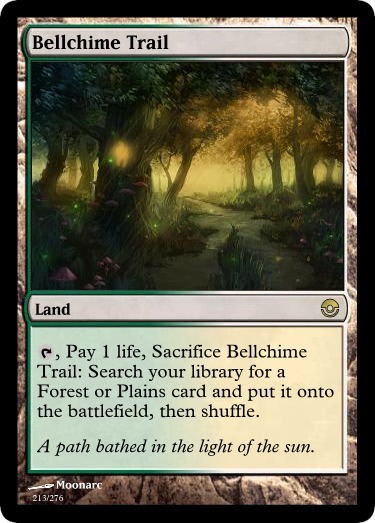 Bellchime Trail
Land
, Pay 1 life, Sacrifice Bellchime
Trail: Search your library for a
Forest or Plains card and put it onto
the battlefield, then shuffle.
A path bathed in the light of the sun.
Moonarc
213/276